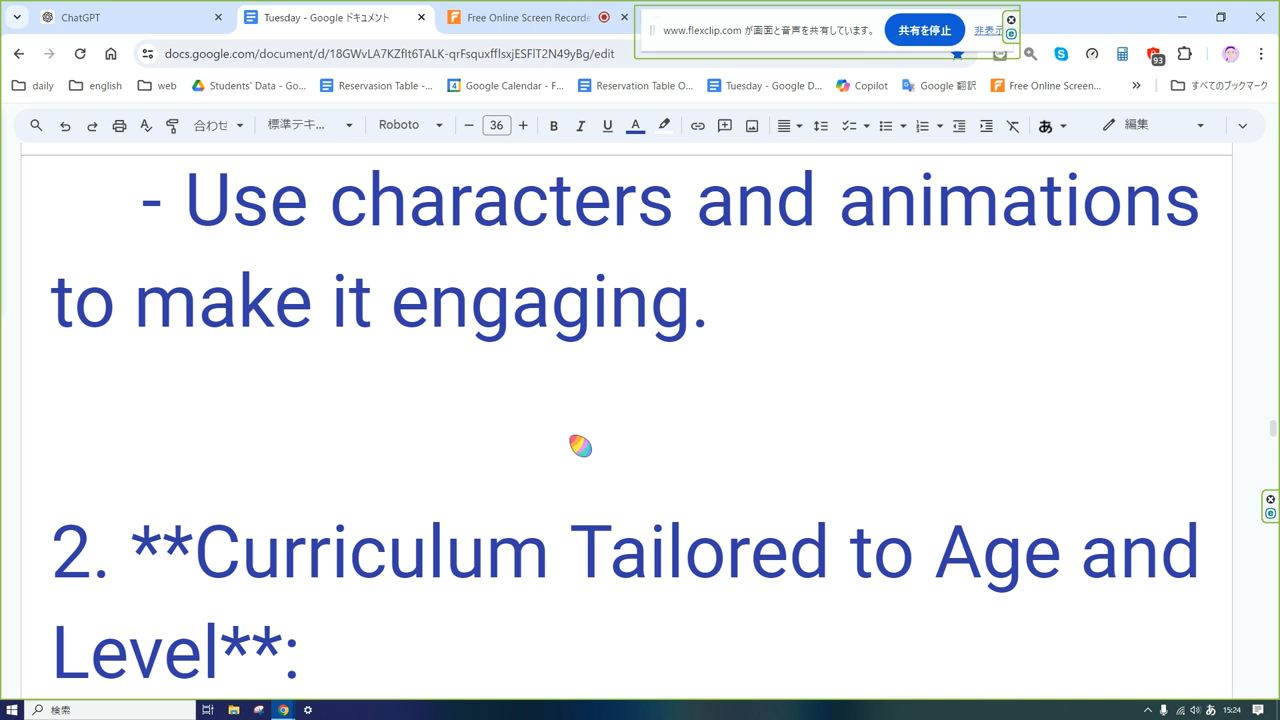 ChatGPT
Tuesday - Google ドキュメント
Free Online Screen Recorde
www.flexclip.com が画面と音声を共有しています。
共有を停止
非表示
docs.google.com/document/d/
/edit
93
daily
english
web
Students' Data - Go...
Reservasion Table -...
Google Calendar - F...
Reservation Table O...
Tuesday - Google D...
Copilot
Google 翻訳
Free Online Screen...
»
すべてのブックマーク
合わせ
標準テキ...
Roboto
36
B
I
U
A
あ
編集
- Use characters and animations
to make it engaging.
2. **Curriculum Tailored to Age and
Level**:
検索
あ
15:24